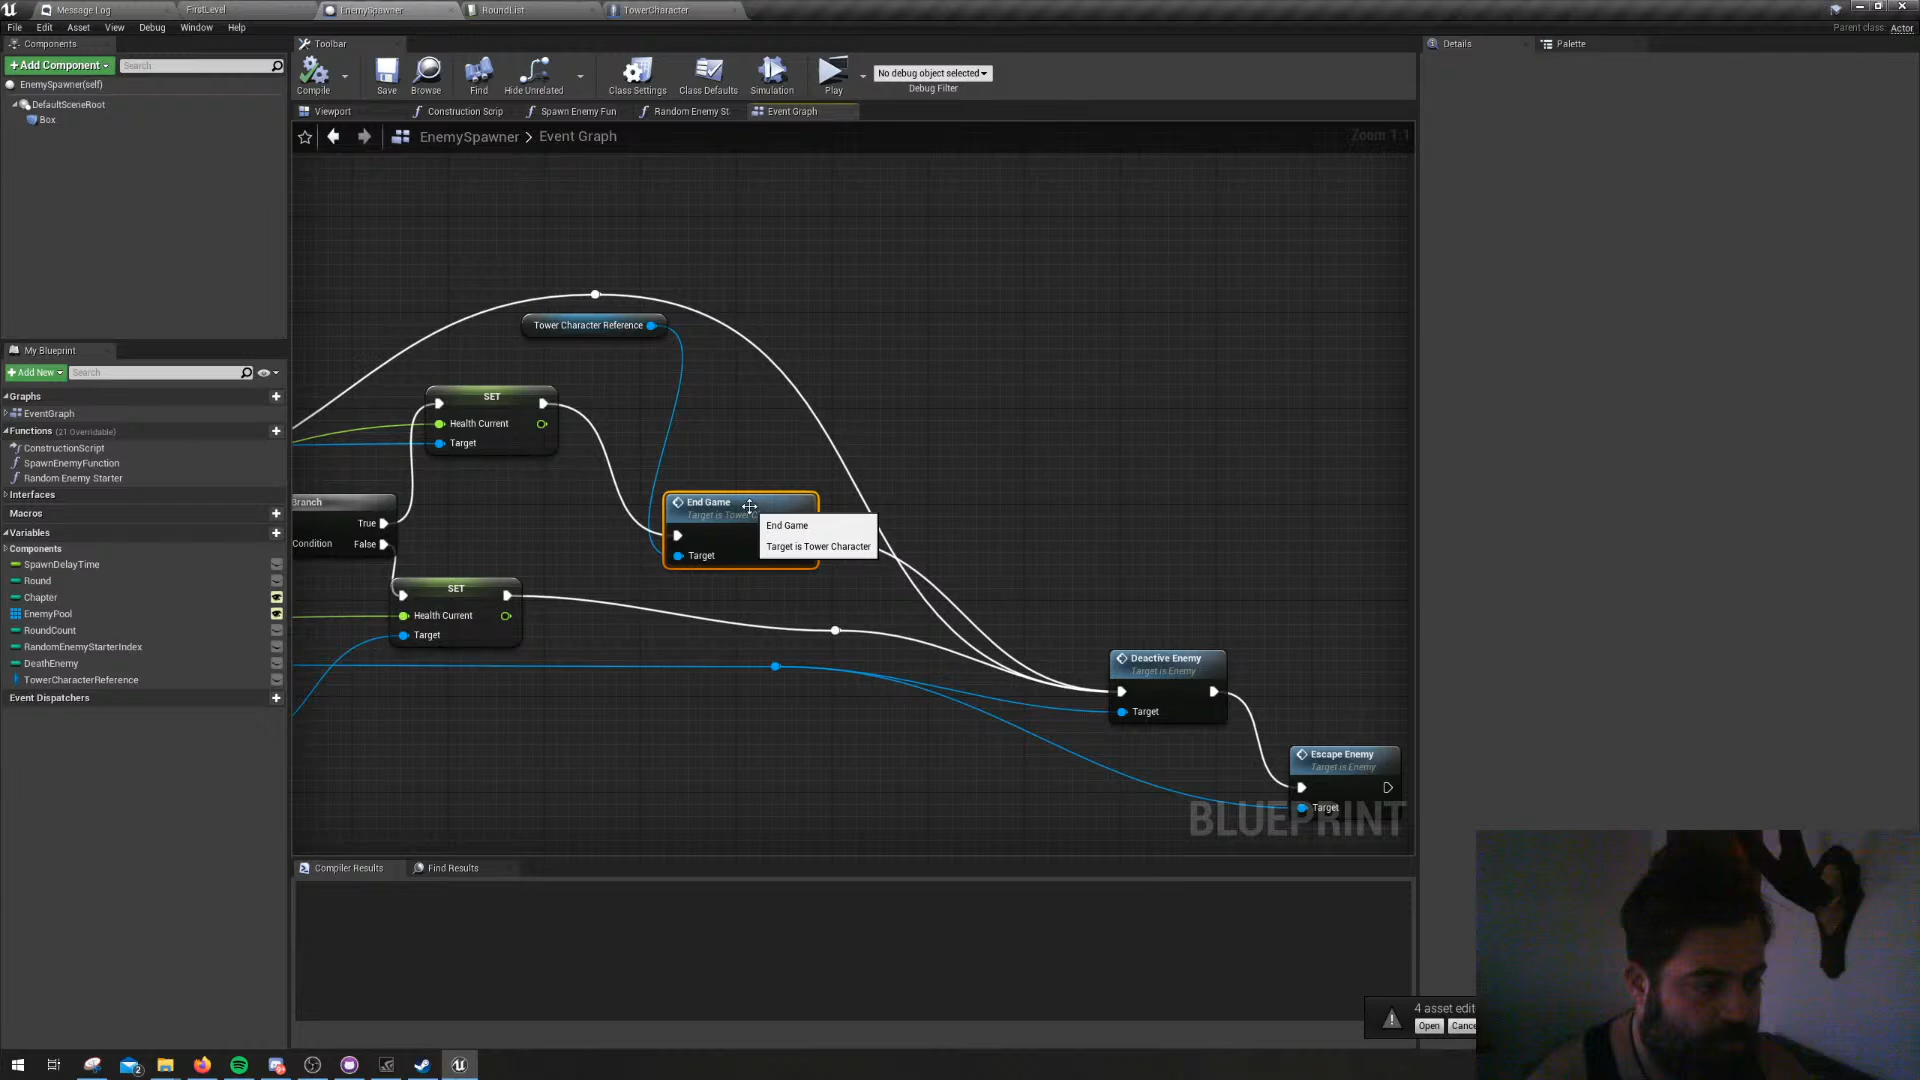 Message Log
FirstLevel
EnemySpawner
RoundList
TowerCharacter
File
Edit
Asset
View
Debug
Window
Help
Parent class: Actor
Components
Toolbar
Details
Palette
+Add Component
Search
Compile
Save
Browse
Find
Hide Unrelated
Class Settings
Class Defaults
Simulation
Play
No debug object selected
Debug Filter
EnemySpawner(self)
DefaultSceneRoot
Box
Viewport
Construction Scrip
Spawn Enemy Fun
Random Enemy St
Event Graph
EnemySpawner > Event Graph
Zoom 1:1
Tower Character Reference
SET
Health Current
Target
Branch
True
Condition
False
End Game
Target is Tower C
Target
End Game
Target is Tower Character
SET
Health Current
Target
Deactive Enemy
Target is Enemy
Target
Escape Enemy
Target is Enemy
Target
BLUEPRINT
My Blueprint
+Add New
Search
Graphs
EventGraph
Functions (21 Overridable)
ConstructionScript
SpawnEnemyFunction
Random Enemy Starter
Interfaces
Macros
Variables
Components
SpawnDelayTime
Round
Chapter
EnemyPool
RoundCount
RandomEnemyStarterIndex
DeathEnemy
TowerCharacterReference
Event Dispatchers
Compiler Results
Find Results
4 asset edit
Open
Cance
2